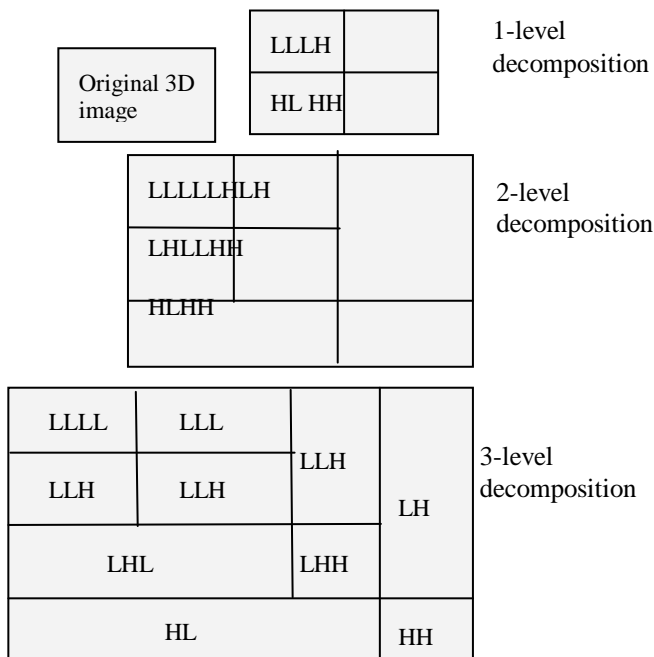 Original 3D
image
LLLH
HL HH
1-level
decomposition
LLLLLHLH
LHLLHH
HLHH
2-level
decomposition
LLLL LLL
LLH
LLH LLH
LH
LHL LHH
HL HH
3-level
decomposition